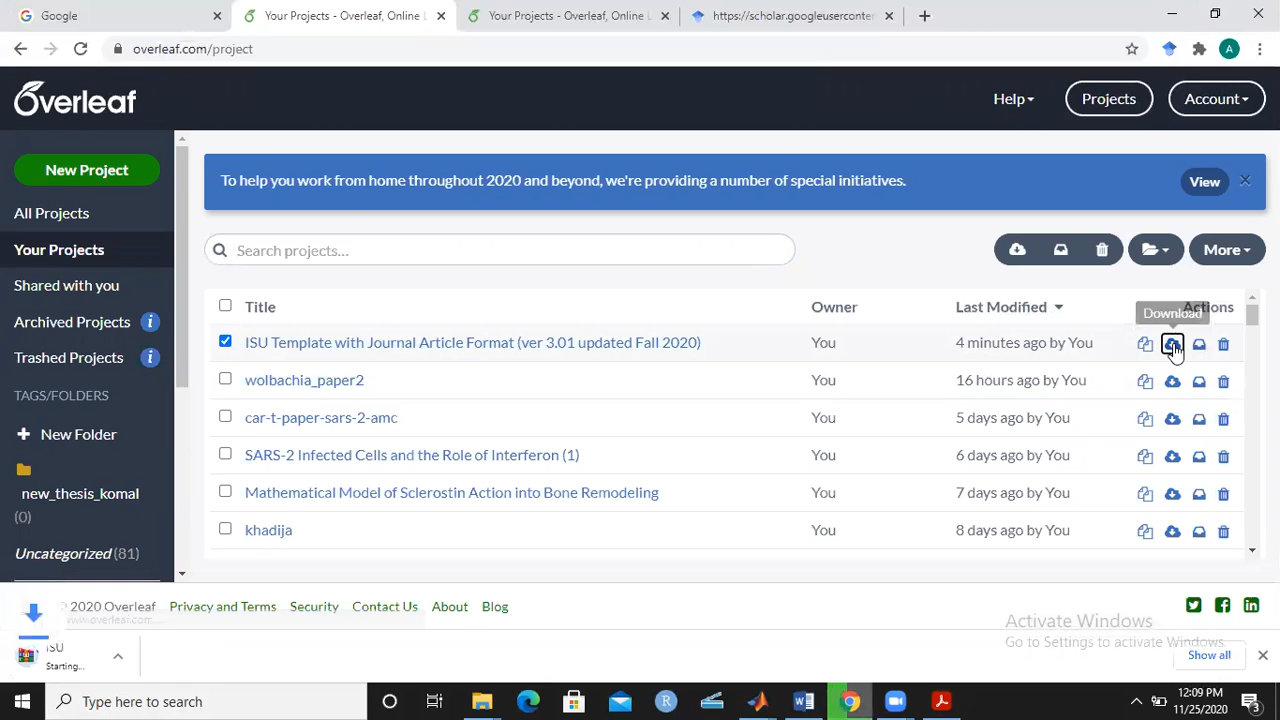 Google
Your Projects - Overleaf, Online L
Your Projects - Overleaf, Online L
https://scholar.googleusercontent
overleaf.com/project
A
Overleaf
Help
Projects
Account
New Project
All Projects
Your Projects
Shared with you
Archived Projects i
Trashed Projects i
TAGS/FOLDERS
New Folder
new_thesis_komal
(0)
Uncategorized (81)
To help you work from home throughout 2020 and beyond, we're providing a number of special initiatives.
View
Search projects...
More
Title Owner Last Modified Actions
Download
ISU Template with Journal Article Format (ver 3.01 updated Fall 2020) You 4 minutes ago by You
wolbachia_paper2 You 16 hours ago by You
car-t-paper-sars-2-amc You 5 days ago by You
SARS-2 Infected Cells and the Role of Interferon (1) You 6 days ago by You
Mathematical Model of Sclerostin Action into Bone Remodeling You 7 days ago by You
khadija You 8 days ago by You
© 2020 Overleaf Privacy and Terms Security Contact Us About Blog
www.overleaf.com....
Activate Windows
Go to Settings to activate Windows.
ISU
Starting...
Show all
Type here to search
12:09 PM
11/25/2020
3